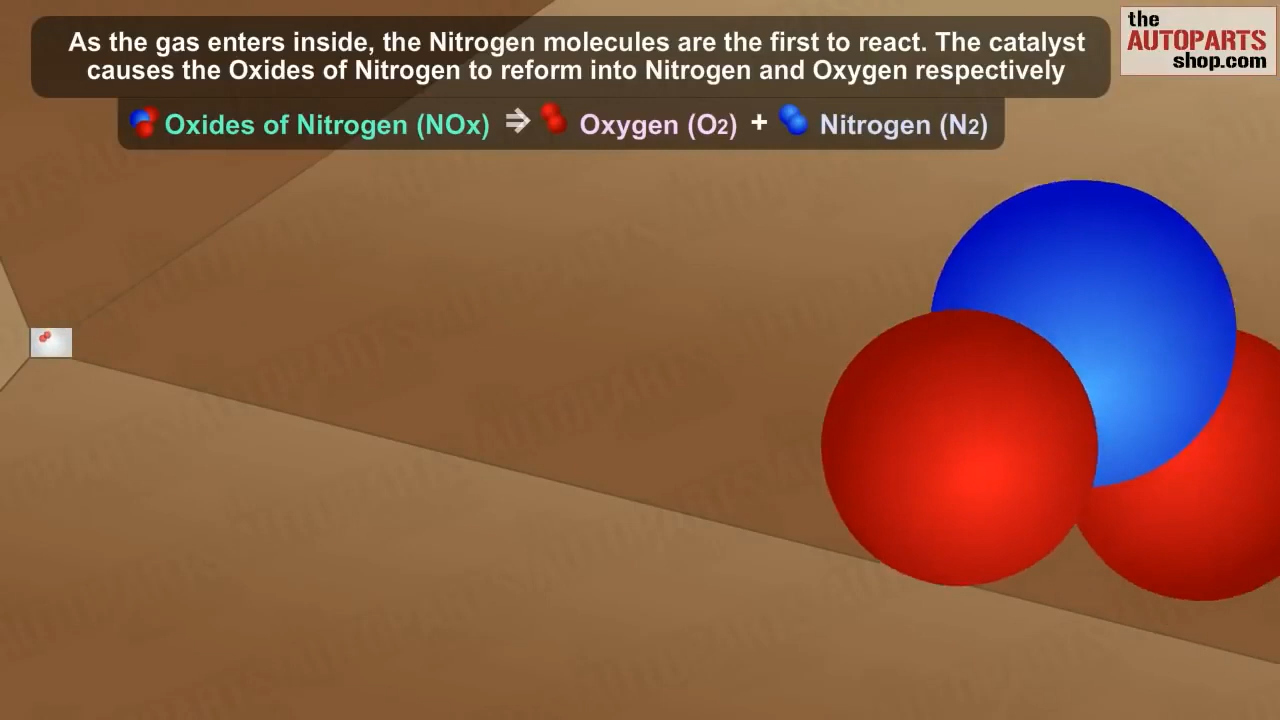 As the gas enters inside, the Nitrogen molecules are the first to react. The catalyst
causes the Oxides of Nitrogen to reform into Nitrogen and Oxygen respectively
Oxides of Nitrogen (NOx) ⇒ Oxygen (O2) + Nitrogen (N2)
the
AUTOPARTS
shop.com